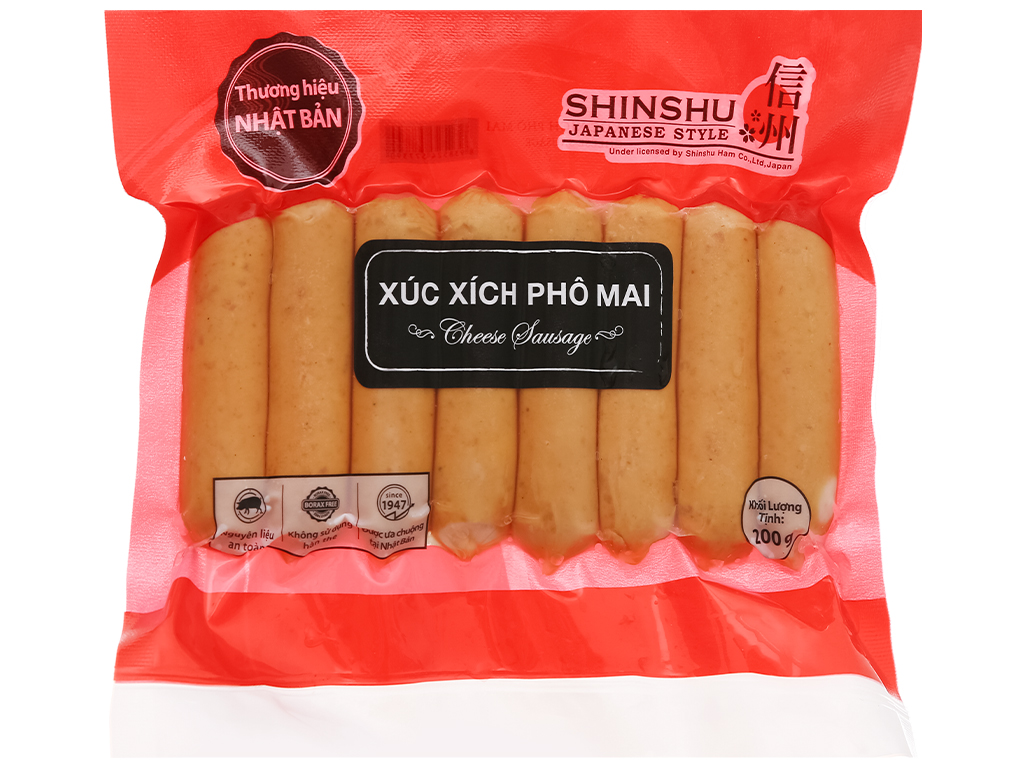 Thương hiệu
NHẬT BẢN
SHINSHU
JAPANESE STYLE
信州
Under licensed by Shinshu Ham Co.,Ltd,Japan
XÚC XÍCH PHÔ MAI
Cheese Sausage
BORAX FREE
since
1947
Nguyên liệu
an toàn
Không sử dụng
hàn the
Được ưa chuộng
tại Nhật Bản
Khối Lượng
Tịnh:
200 g